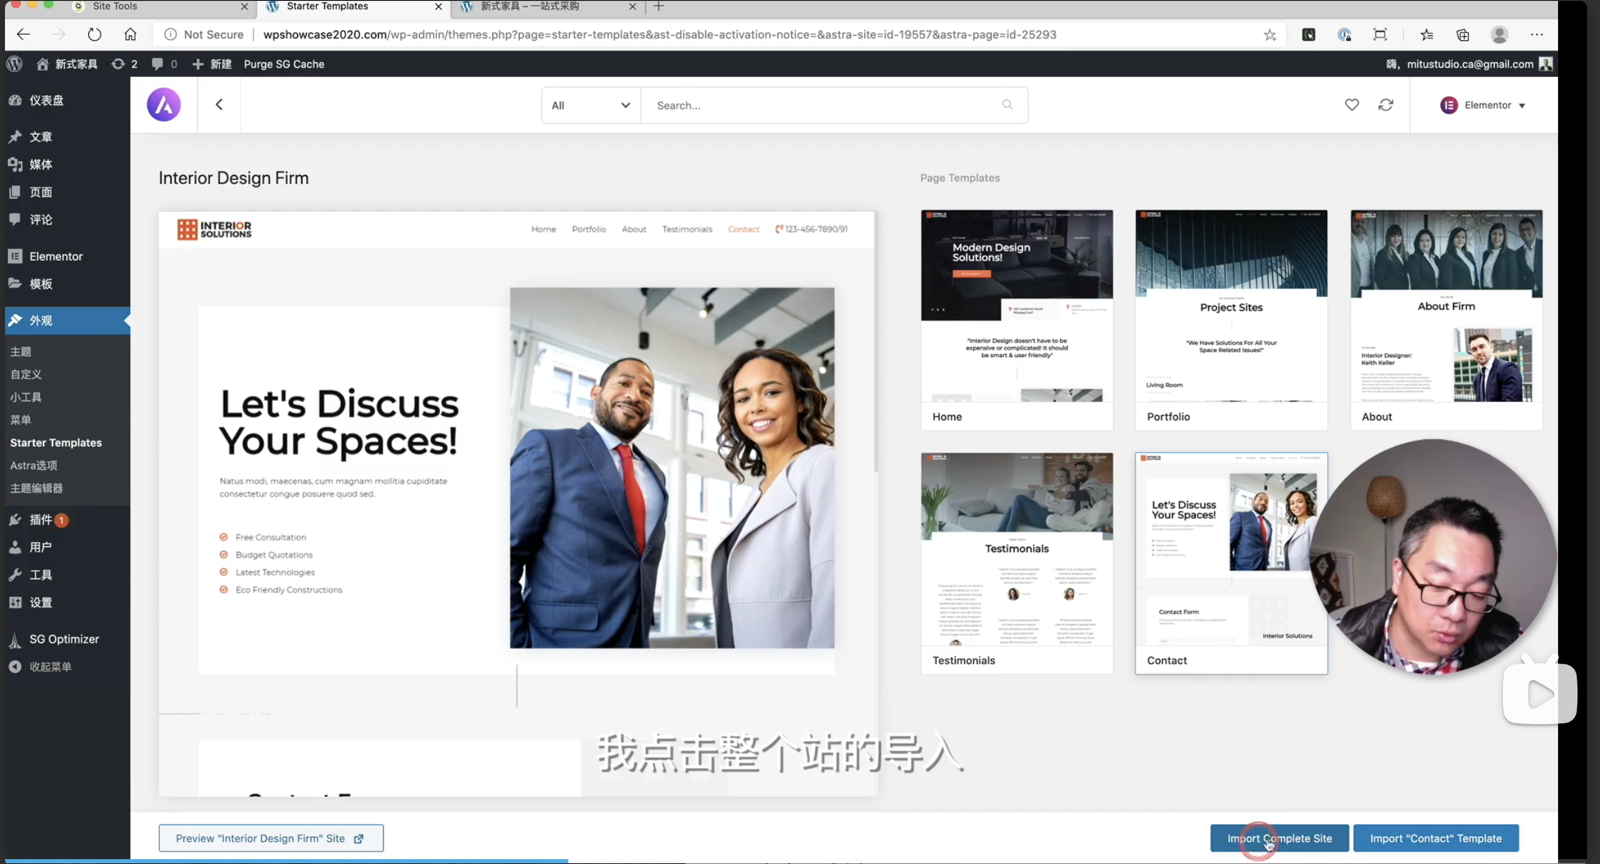 Site Tools
Starter Templates
新式家具 – 一站式采购
Not Secure
wpshowcase2020.com/wp-admin/themes.php?page=starter-templates&ast-disable-activation-notice=&astra-site=id-19557&astra-page=id-25293
新式家具
2
0
新建
Purge SG Cache
嗨，mitustudio.ca@gmail.com
仪表盘
文章
媒体
页面
评论
Elementor
模板
外观
主题
自定义
小工具
菜单
Starter Templates
Astra选项
主题编辑器
插件 1
用户
工具
设置
SG Optimizer
收起菜单
All
Search...
Elementor
Interior Design Firm
INTERIOR
SOLUTIONS
Home
Portfolio
About
Testimonials
Contact
123-456-7890/91
Let's Discuss
Your Spaces!
Natus modi, maecenas, cum magnam mollitia cupiditate
consectetur congue posuere quod sed.
Free Consultation
Budget Quotations
Latest Technologies
Eco Friendly Constructions
Page Templates
Modern Design
Solutions!
"Interior Design doesn't have to be
expensive or complicated! It should
be smart & user friendly"
Home
Project Sites
"We Have Solutions For All Your
Space Related Issues!"
Living Room
Portfolio
About Firm
Interior Designer:
Keith Keller
About
Testimonials
Testimonials
Let's Discuss
Your Spaces!
Contact Form
Interior Solutions
Contact
我点击整个站的导入
Preview "Interior Design Firm" Site
Import Complete Site
Import "Contact" Template